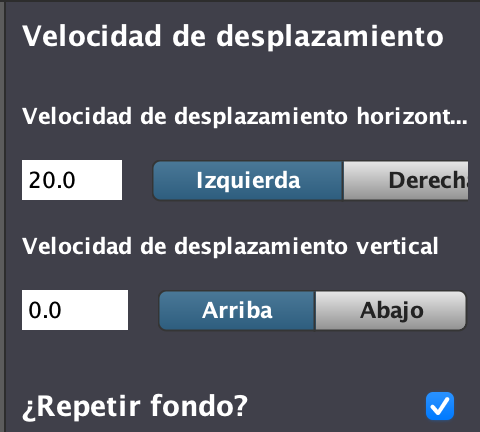 Velocidad de desplazamiento
Velocidad de desplazamiento horizont...
20.0 Izquierda Derecha
Velocidad de desplazamiento vertical
0.0 Arriba Abajo
¿Repetir fondo?